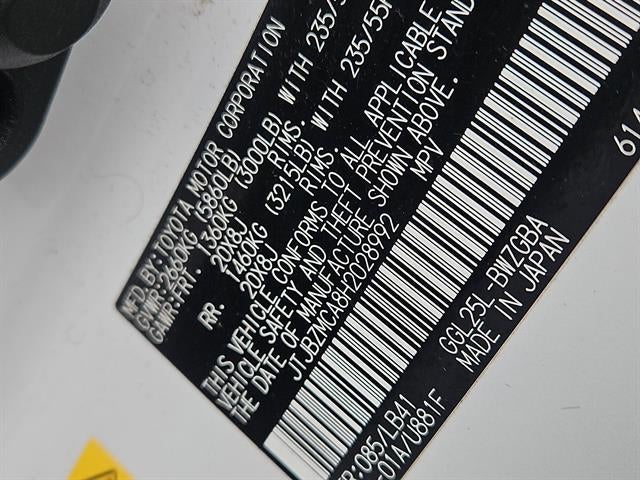 MFD.BY:TOYOTA MOTOR CORPORATION
GVWR:2660KG (5860LB)
GAWR:FRT. 1360KG (3000LB) WITH 235/
20X8J RIMS.
RR. 1460KG (3215LB) WITH 235/55R
20X8J RIMS.
THIS VEHICLE CONFORMS TO ALL APPLICABLE
VEHICLE SAFETY AND THEFT PREVENTION STAND
THE DATE OF MANUFACTURE SHOWN ABOVE.
JTJBZMCA8H2028992 MPV
614
:085/LB41 GGL25L-BWZGBA
-01A/U881F MADE IN JAPAN